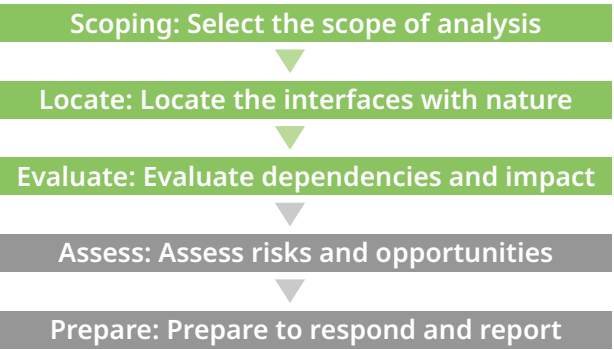 Scoping: Select the scope of analysis
Locate: Locate the interfaces with nature
Evaluate: Evaluate dependencies and impact
Assess: Assess risks and opportunities
Prepare: Prepare to respond and report